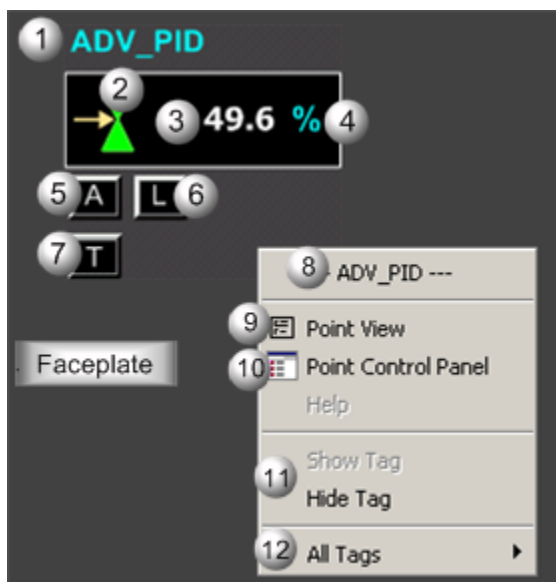 1 ADV_PID
2
3 49.6 % 4
5 A L 6
7 T
8 - ADV_PID ---
9 Point View
Faceplate
10 Point Control Panel
Help
Show Tag
11
Hide Tag
12 All Tags